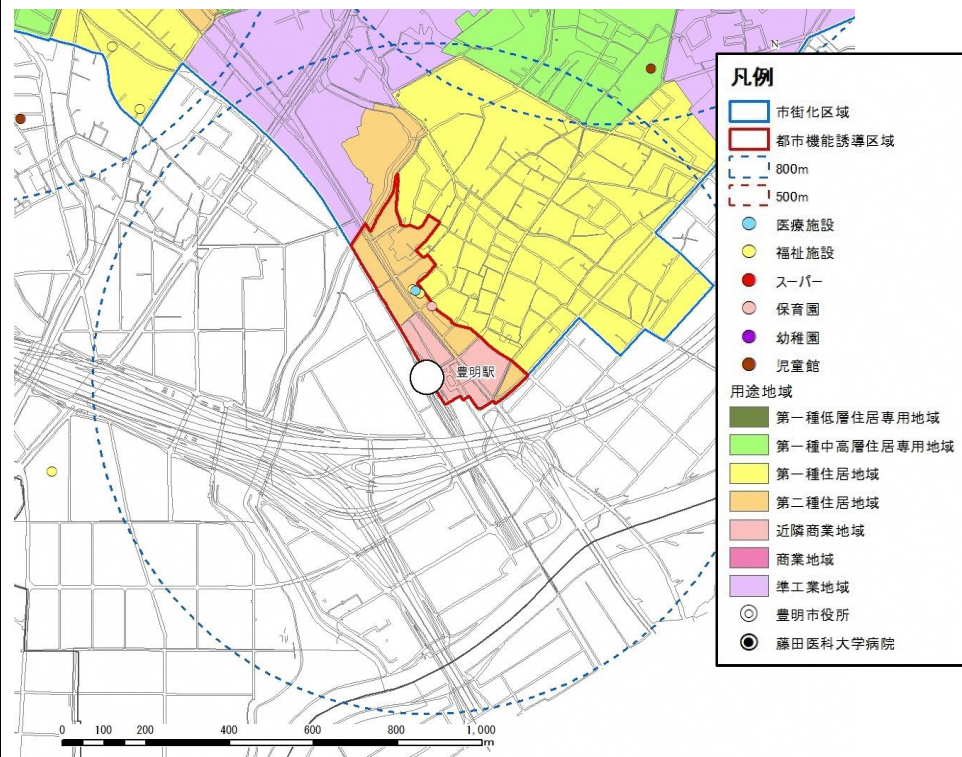 N
豊明駅
0 100 200 400 600 800 1,000
m
凡例
市街化区域
都市機能誘導区域
800m
500m
医療施設
福祉施設
スーパー
保育園
幼稚園
児童館
用途地域
第一種低層住居専用地域
第一種中高層住居専用地域
第一種住居地域
第二種住居地域
近隣商業地域
商業地域
準工業地域
豊明市役所
藤田医科大学病院